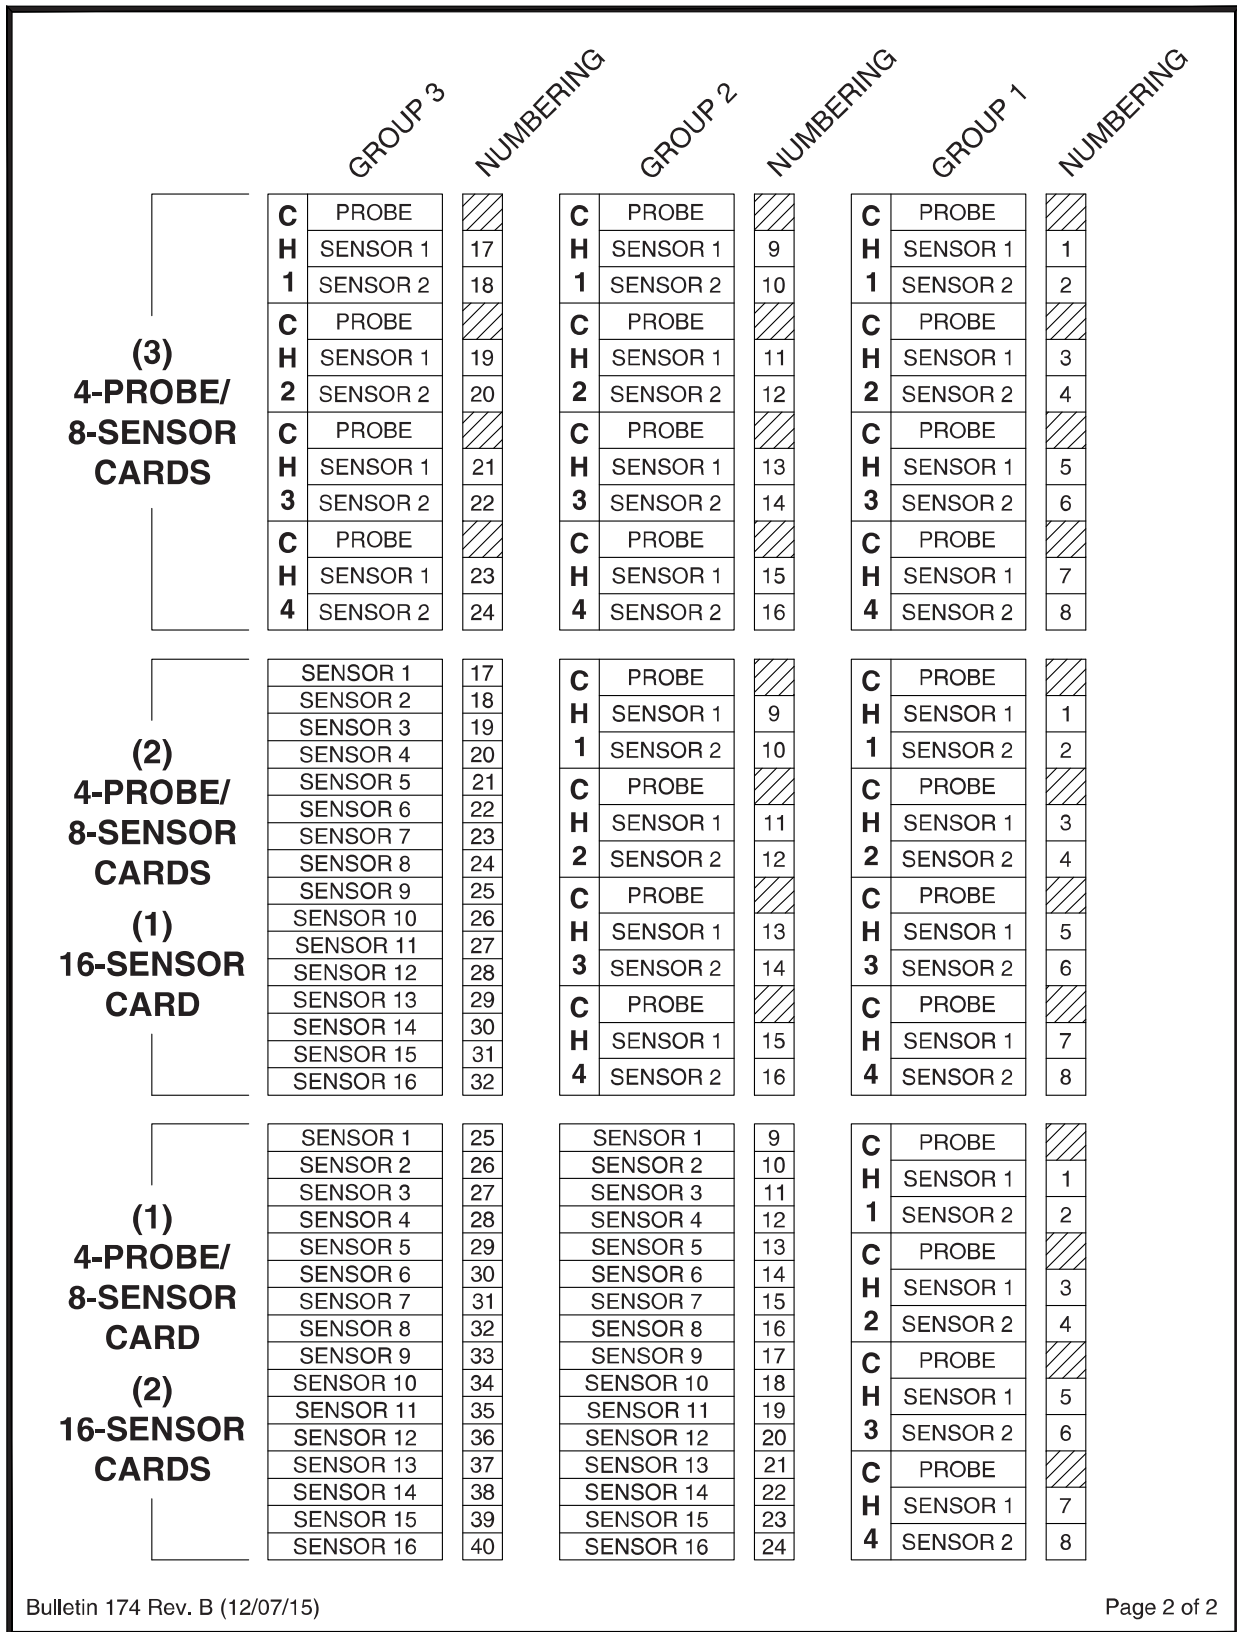 GROUP 3 NUMBERING GROUP 2 NUMBERING GROUP 1 NUMBERING
(3)
4-PROBE/
8-SENSOR
CARDS
C H 1 PROBE C H 1 PROBE C H 1 PROBE
SENSOR 1 17 SENSOR 1 9 SENSOR 1 1
SENSOR 2 18 SENSOR 2 10 SENSOR 2 2
C H 2 PROBE C H 2 PROBE C H 2 PROBE
SENSOR 1 19 SENSOR 1 11 SENSOR 1 3
SENSOR 2 20 SENSOR 2 12 SENSOR 2 4
C H 3 PROBE C H 3 PROBE C H 3 PROBE
SENSOR 1 21 SENSOR 1 13 SENSOR 1 5
SENSOR 2 22 SENSOR 2 14 SENSOR 2 6
C H 4 PROBE C H 4 PROBE C H 4 PROBE
SENSOR 1 23 SENSOR 1 15 SENSOR 1 7
SENSOR 2 24 SENSOR 2 16 SENSOR 2 8
(2)
4-PROBE/
8-SENSOR
CARDS
(1)
16-SENSOR
CARD
SENSOR 1 17
SENSOR 2 18
SENSOR 3 19
SENSOR 4 20
SENSOR 5 21
SENSOR 6 22
SENSOR 7 23
SENSOR 8 24
SENSOR 9 25
SENSOR 10 26
SENSOR 11 27
SENSOR 12 28
SENSOR 13 29
SENSOR 14 30
SENSOR 15 31
SENSOR 16 32
C H 1 PROBE C H 1 PROBE
SENSOR 1 9 SENSOR 1 1
SENSOR 2 10 SENSOR 2 2
C H 2 PROBE C H 2 PROBE
SENSOR 1 11 SENSOR 1 3
SENSOR 2 12 SENSOR 2 4
C H 3 PROBE C H 3 PROBE
SENSOR 1 13 SENSOR 1 5
SENSOR 2 14 SENSOR 2 6
C H 4 PROBE C H 4 PROBE
SENSOR 1 15 SENSOR 1 7
SENSOR 2 16 SENSOR 2 8
(1)
4-PROBE/
8-SENSOR
CARD
(2)
16-SENSOR
CARDS
SENSOR 1 25 SENSOR 1 9
SENSOR 2 26 SENSOR 2 10
SENSOR 3 27 SENSOR 3 11
SENSOR 4 28 SENSOR 4 12
SENSOR 5 29 SENSOR 5 13
SENSOR 6 30 SENSOR 6 14
SENSOR 7 31 SENSOR 7 15
SENSOR 8 32 SENSOR 8 16
SENSOR 9 33 SENSOR 9 17
SENSOR 10 34 SENSOR 10 18
SENSOR 11 35 SENSOR 11 19
SENSOR 12 36 SENSOR 12 20
SENSOR 13 37 SENSOR 13 21
SENSOR 14 38 SENSOR 14 22
SENSOR 15 39 SENSOR 15 23
SENSOR 16 40 SENSOR 16 24
C H 1 PROBE
SENSOR 1 1
SENSOR 2 2
C H 2 PROBE
SENSOR 1 3
SENSOR 2 4
C H 3 PROBE
SENSOR 1 5
SENSOR 2 6
C H 4 PROBE
SENSOR 1 7
SENSOR 2 8
Bulletin 174 Rev. B (12/07/15) Page 2 of 2